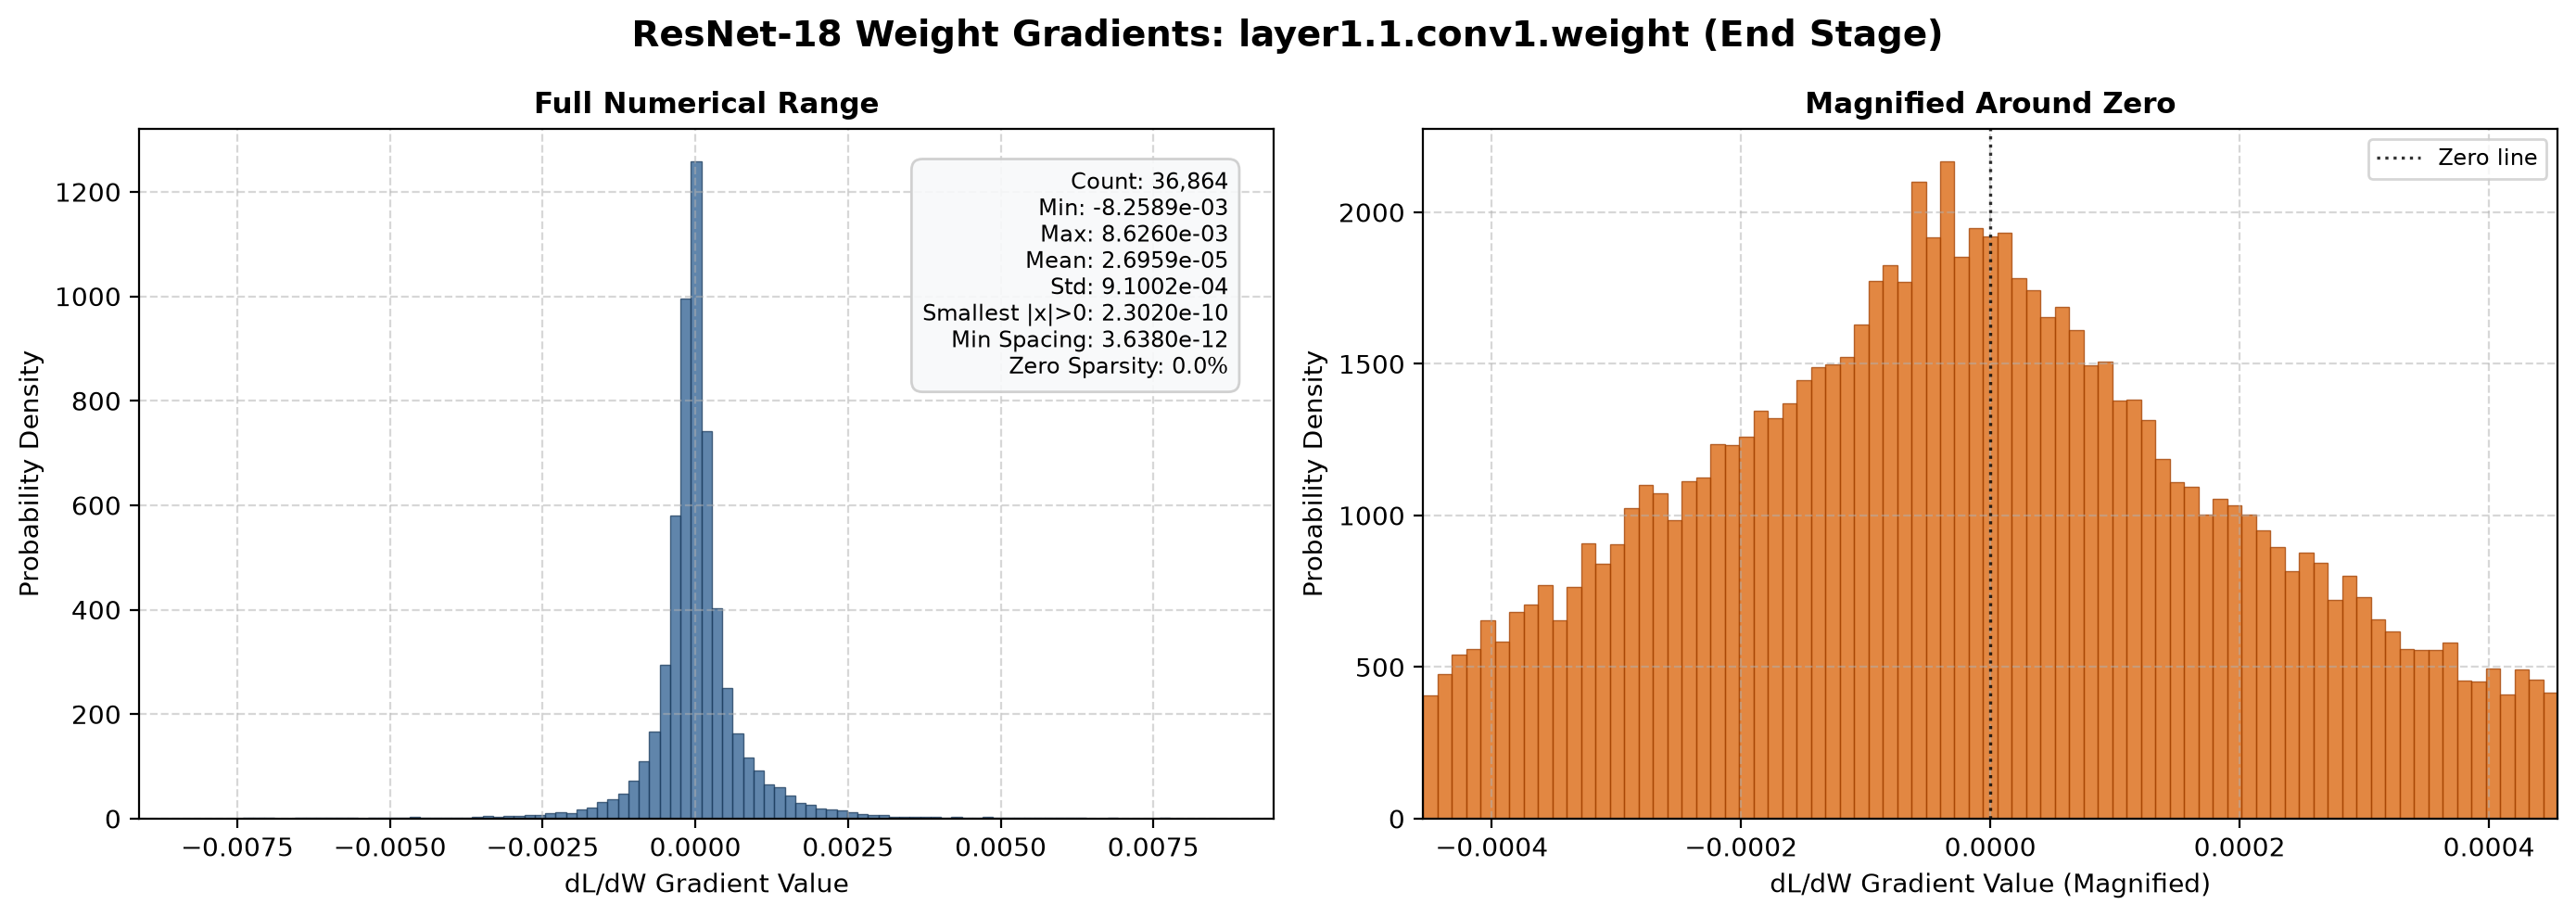 ResNet-18 Weight Gradients: layer1.1.conv1.weight (End Stage)
Full Numerical Range
Probability Density
1200
1000
800
600
400
200
0
Count: 36,864
Min: -8.2589e-03
Max: 8.6260e-03
Mean: 2.6959e-05
Std: 9.1002e-04
Smallest |x|>0: 2.3020e-10
Min Spacing: 3.6380e-12
Zero Sparsity: 0.0%
−0.0075 −0.0050 −0.0025 0.0000 0.0025 0.0050 0.0075
dL/dW Gradient Value
Magnified Around Zero
Probability Density
2000
1500
1000
500
0
Zero line
−0.0004 −0.0002 0.0000 0.0002 0.0004
dL/dW Gradient Value (Magnified)